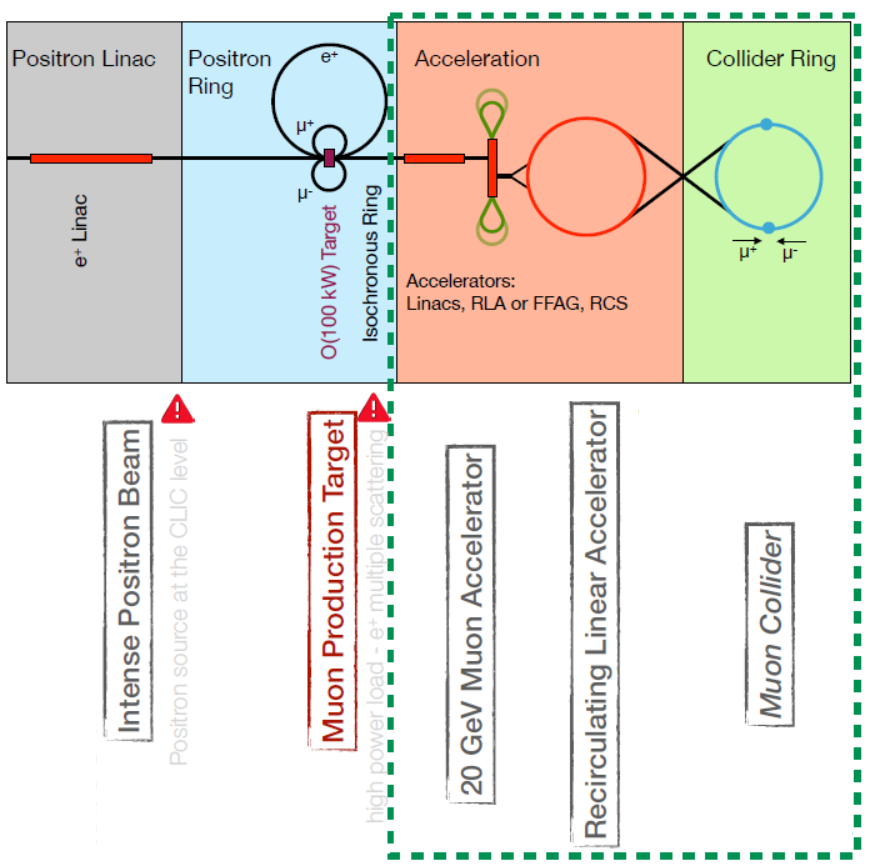 Positron Linac
Positron
Ring
Acceleration
Collider Ring
e⁺
μ⁺
μ⁻
e⁺ Linac
O(100 kW) Target
Isochronous Ring
Accelerators:
Linacs, RLA or FFAG, RCS
μ⁺
μ⁻
Intense Positron Beam
Positron source at the CLIC level
Muon Production Target
high power load - e⁺ multiple scattering
20 GeV Muon Accelerator
Recirculating Linear Accelerator
Muon Collider